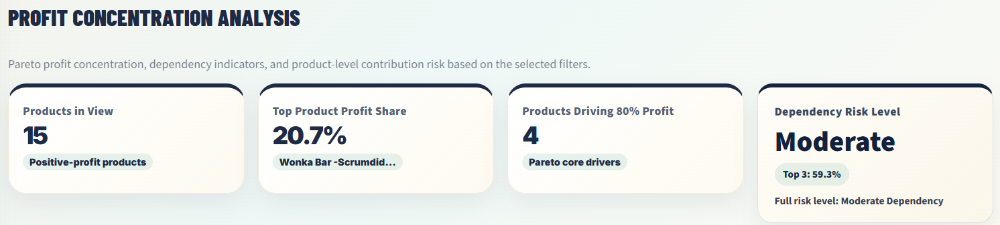 PROFIT CONCENTRATION ANALYSIS
Pareto profit concentration, dependency indicators, and product-level contribution risk based on the selected filters.
Products in View
15
Positive-profit products
Top Product Profit Share
20.7%
Wonka Bar -Scrumdid...
Products Driving 80% Profit
4
Pareto core drivers
Dependency Risk Level
Moderate
Top 3: 59.3%
Full risk level: Moderate Dependency